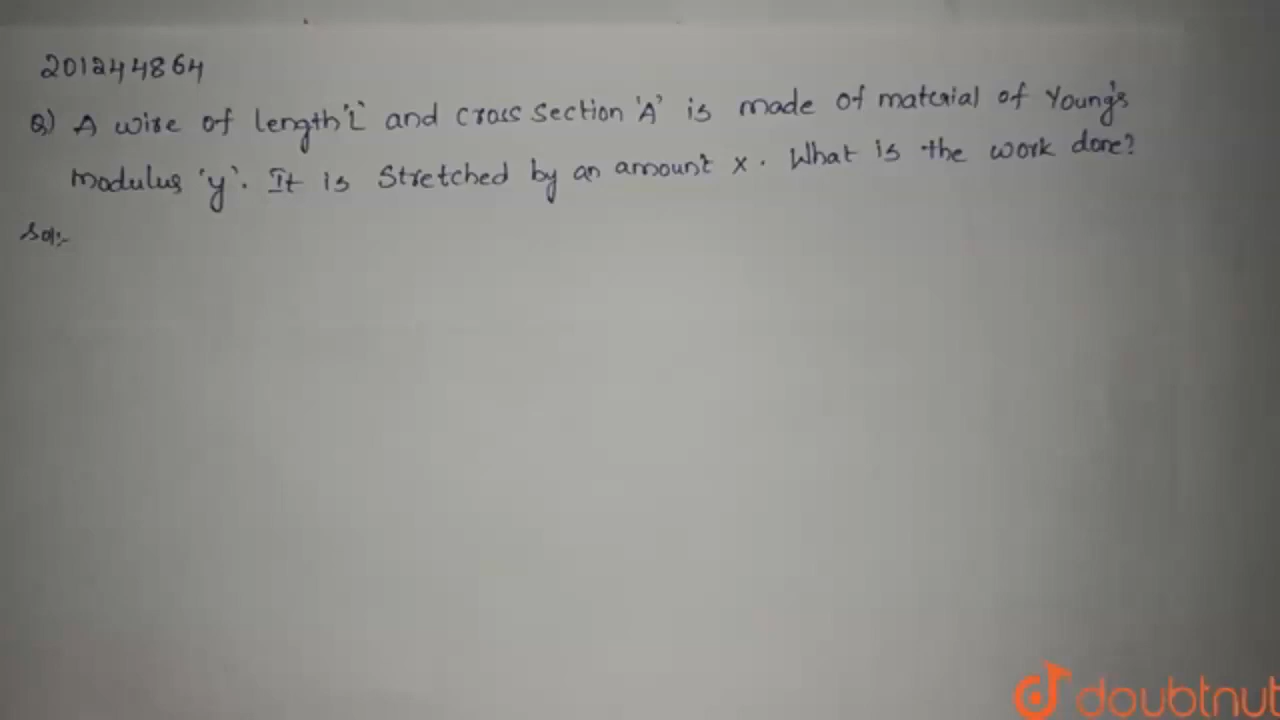 201244864
Q) A wire of length 'L' and cross section 'A' is made of material of Young's
modulus 'y'. It is stretched by an amount x. What is the work done?
Sol:-
doubtnut